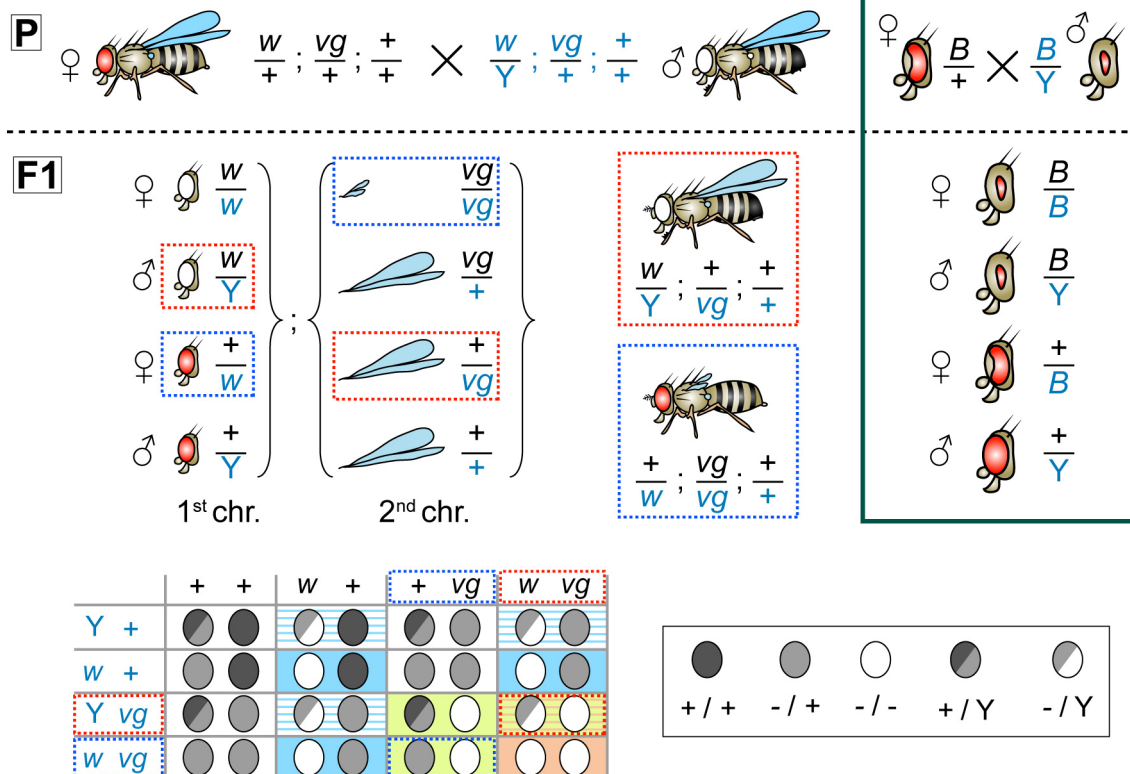 P ♀ w/+ ; vg/+ ; +/+ × w/Y ; vg/+ ; +/+ ♂
♀ B/+ × B/Y ♂
F1
♀ w/w
♂ w/Y
♀ +/w
♂ +/Y
1st chr.
;
vg/vg
vg/+
+/vg
+/+
2nd chr.
w/Y ; +/vg ; +/+
+/w ; vg/vg ; +/+
♀ B/B
♂ B/Y
♀ +/B
♂ +/Y
+ + w + + vg w vg
Y +
w +
Y vg
w vg
+/+ -/+ -/- +/Y -/Y